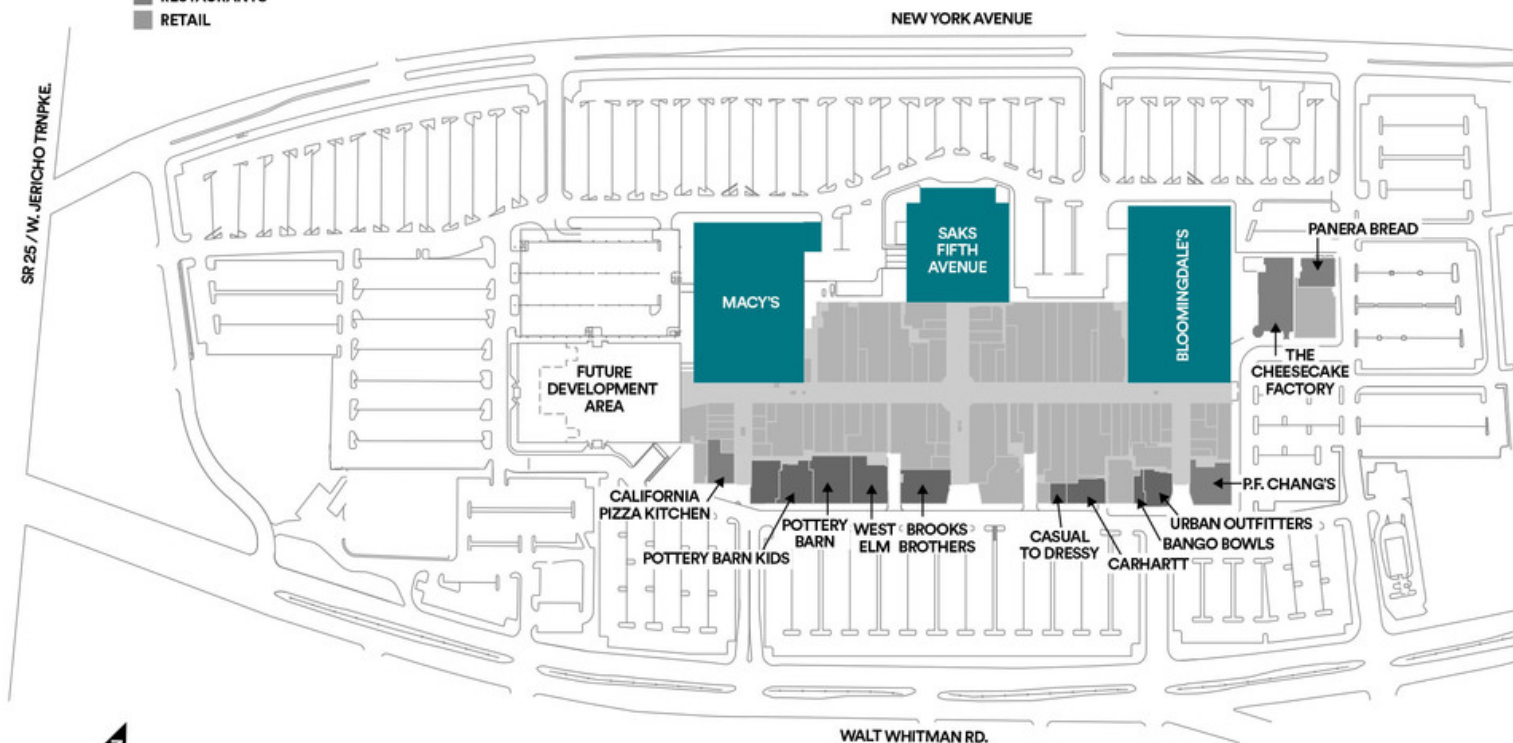 RESTAURANTS
RETAIL
NEW YORK AVENUE
SR 25 / W. JERICHO TRNPKE.
SAKS
FIFTH
AVENUE
BLOOMINGDALE'S
PANERA BREAD
MACY'S
THE
CHEESECAKE
FACTORY
FUTURE
DEVELOPMENT
AREA
CALIFORNIA
PIZZA KITCHEN
POTTERY BARN KIDS
POTTERY
BARN
WEST
ELM
BROOKS
BROTHERS
CASUAL
TO DRESSY
CARHARTT
BANGO BOWLS
URBAN OUTFITTERS
P.F. CHANG'S
WALT WHITMAN RD.